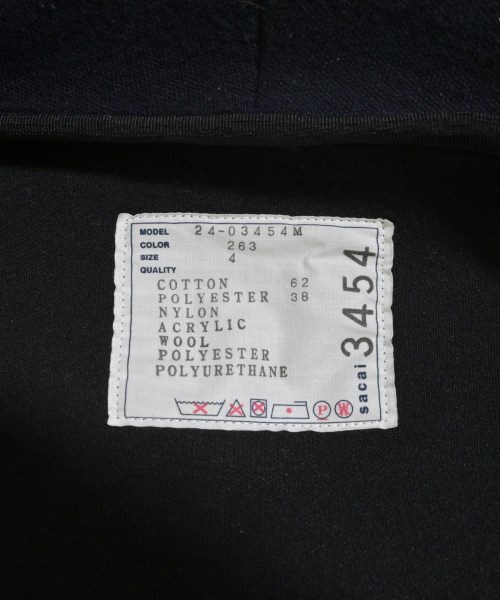 MODEL 24-03454M
COLOR 263
SIZE 4
QUALITY
COTTON 62
POLYESTER 38
NYLON
ACRYLIC
WOOL
POLYESTER
POLYURETHANE
P W
sacai 3454